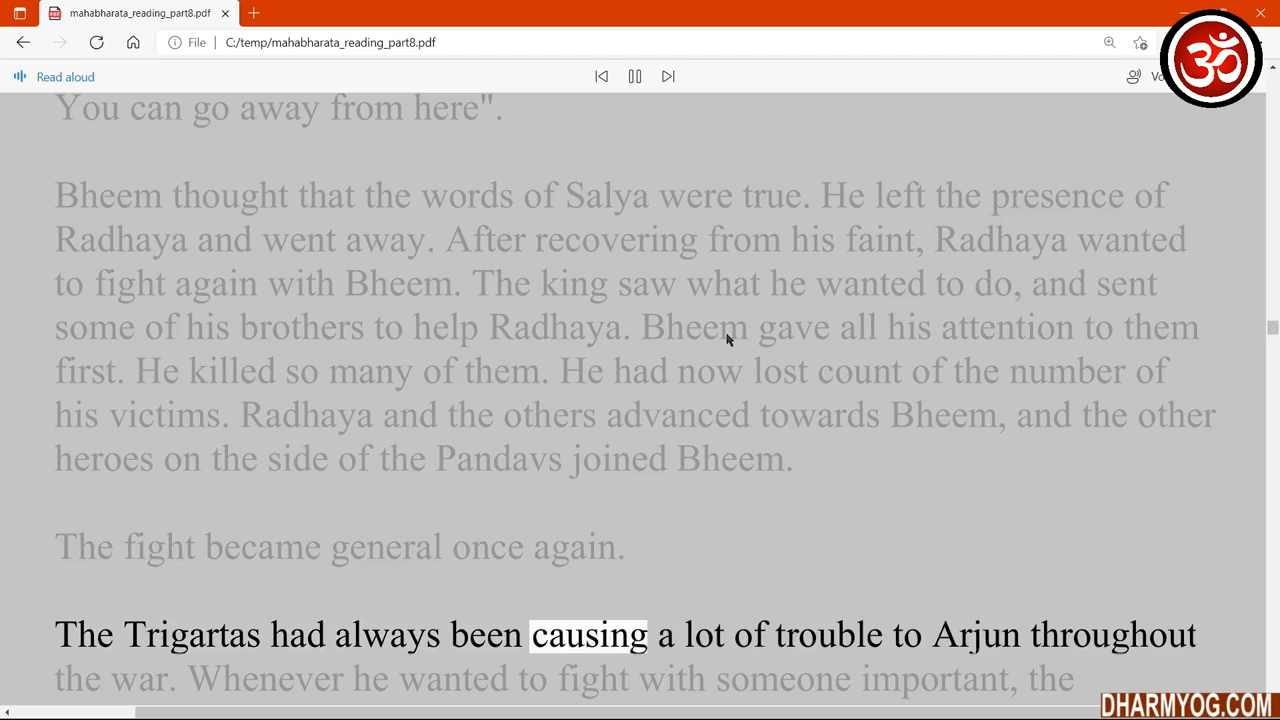 mahabharata_reading_part8.pdf
File
C:/temp/mahabharata_reading_part8.pdf
Read aloud
ॐ
You can go away from here".
Bheem thought that the words of Salya were true. He left the presence of
Radhaya and went away. After recovering from his faint, Radhaya wanted
to fight again with Bheem. The king saw what he wanted to do, and sent
some of his brothers to help Radhaya. Bheem gave all his attention to them
first. He killed so many of them. He had now lost count of the number of
his victims. Radhaya and the others advanced towards Bheem, and the other
heroes on the side of the Pandavs joined Bheem.
The fight became general once again.
The Trigartas had always been causing a lot of trouble to Arjun throughout
the war. Whenever he wanted to fight with someone important, the
DHARMYOG.COM